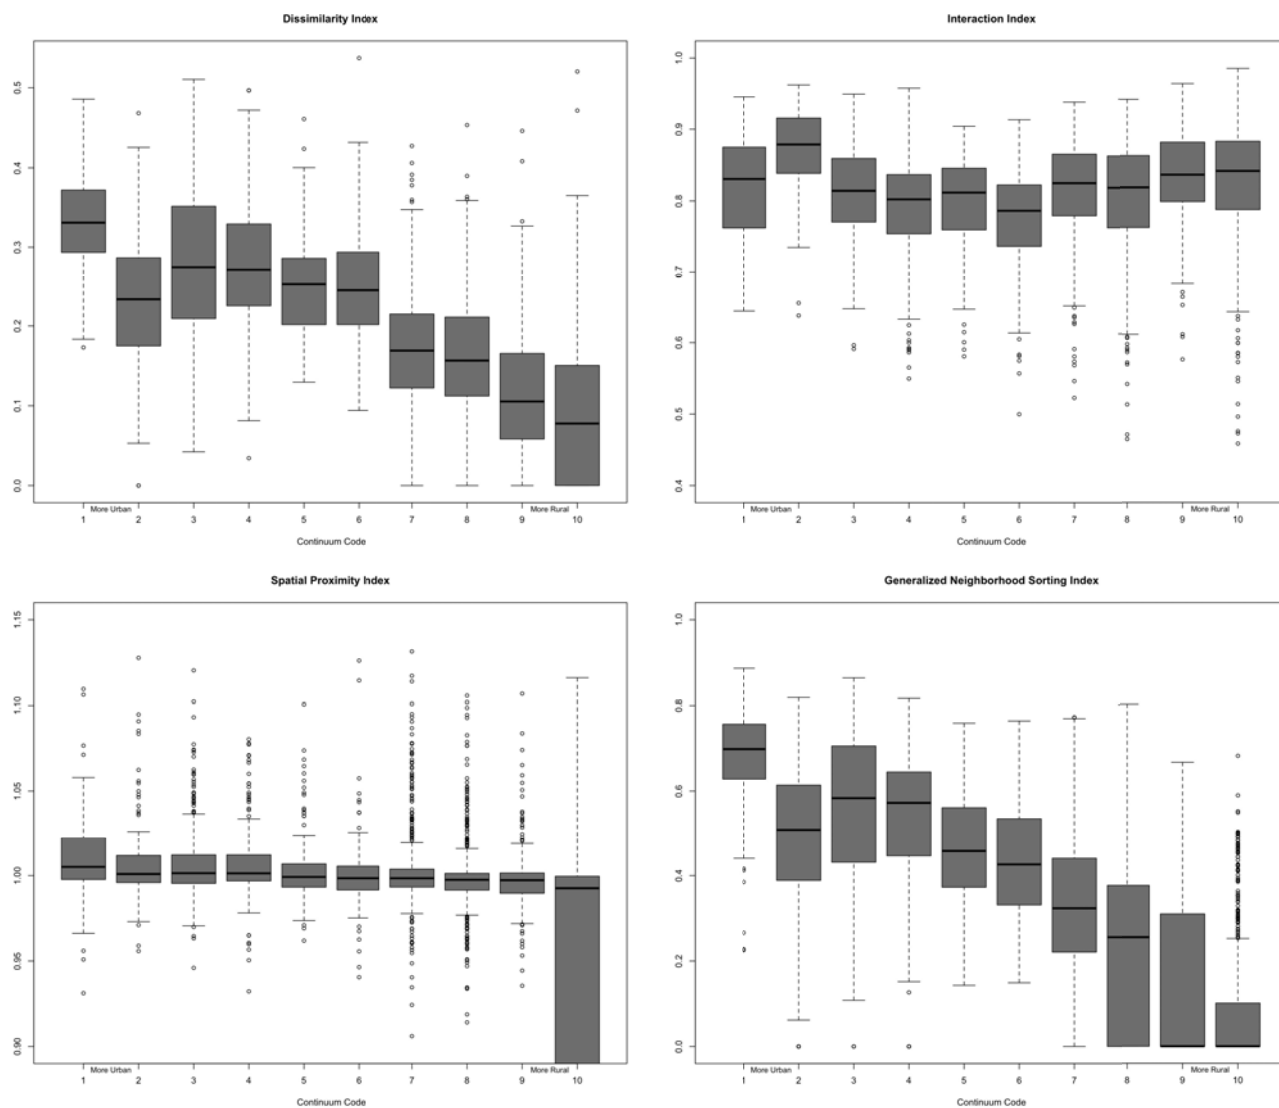 Dissimilarity Index
0.5
0.4
0.3
0.2
0.1
0.0
More Urban
More Rural
1 2 3 4 5 6 7 8 9 10
Continuum Code
Interaction Index
1.0
0.9
0.8
0.7
0.6
0.5
0.4
More Urban
More Rural
1 2 3 4 5 6 7 8 9 10
Continuum Code
Spatial Proximity Index
1.15
1.10
1.05
1.00
0.95
0.90
More Urban
More Rural
1 2 3 4 5 6 7 8 9 10
Continuum Code
Generalized Neighborhood Sorting Index
1.0
0.8
0.6
0.4
0.2
0.0
More Urban
More Rural
1 2 3 4 5 6 7 8 9 10
Continuum Code